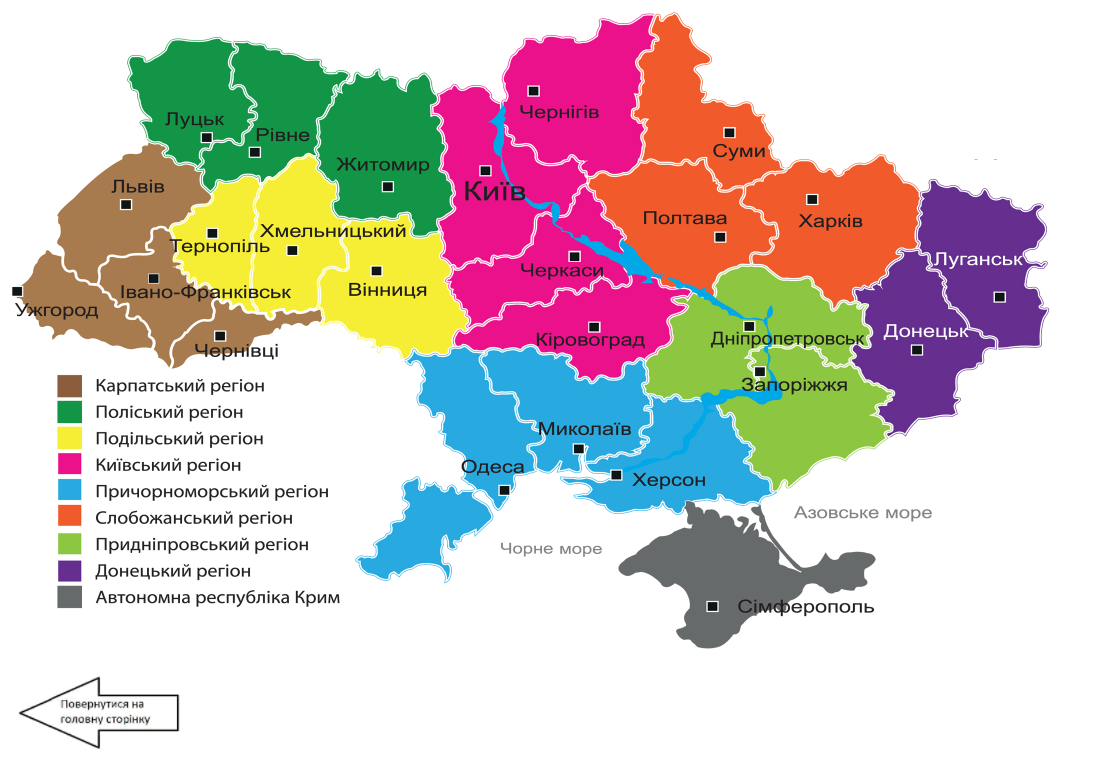 Чернігів
Луцьк
Рівне
Суми
Житомир
Львів
Київ
Полтава
Харків
Хмельницький
Тернопіль
Луганськ
Черкаси
Івано-Франківськ
Вінниця
Ужгород
Донецьк
Кіровоград
Дніпропетровськ
Чернівці
Запоріжжя
Миколаїв
Одеса
Херсон
Азовське море
Чорне море
Сімферополь
Карпатський регіон
Поліський регіон
Подільський регіон
Київський регіон
Причорноморський регіон
Слобожанський регіон
Придніпровський регіон
Донецький регіон
Автономна республіка Крим
Повернутися на
головну сторінку